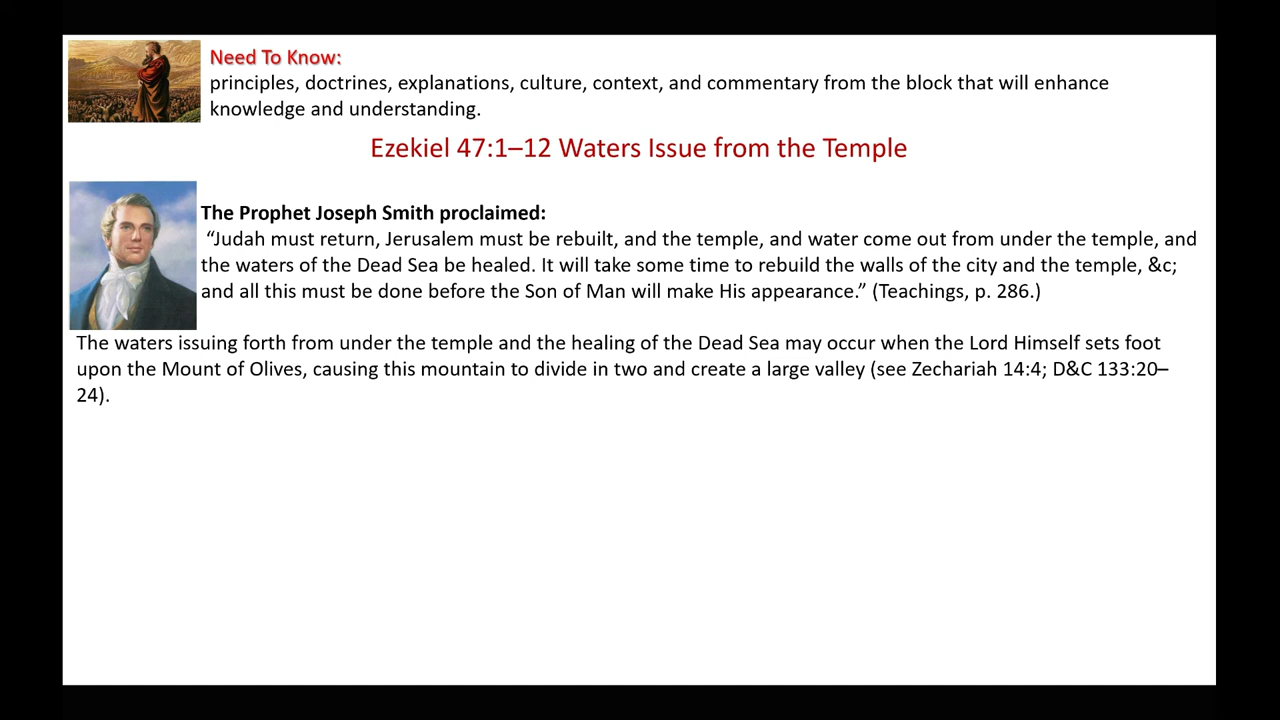 Need To Know:
principles, doctrines, explanations, culture, context, and commentary from the block that will enhance
knowledge and understanding.
Ezekiel 47:1–12 Waters Issue from the Temple
The Prophet Joseph Smith proclaimed:
“Judah must return, Jerusalem must be rebuilt, and the temple, and water come out from under the temple, and
the waters of the Dead Sea be healed. It will take some time to rebuild the walls of the city and the temple, &c;
and all this must be done before the Son of Man will make His appearance.” (Teachings, p. 286.)
The waters issuing forth from under the temple and the healing of the Dead Sea may occur when the Lord Himself sets foot
upon the Mount of Olives, causing this mountain to divide in two and create a large valley (see Zechariah 14:4; D&C 133:20–
24).